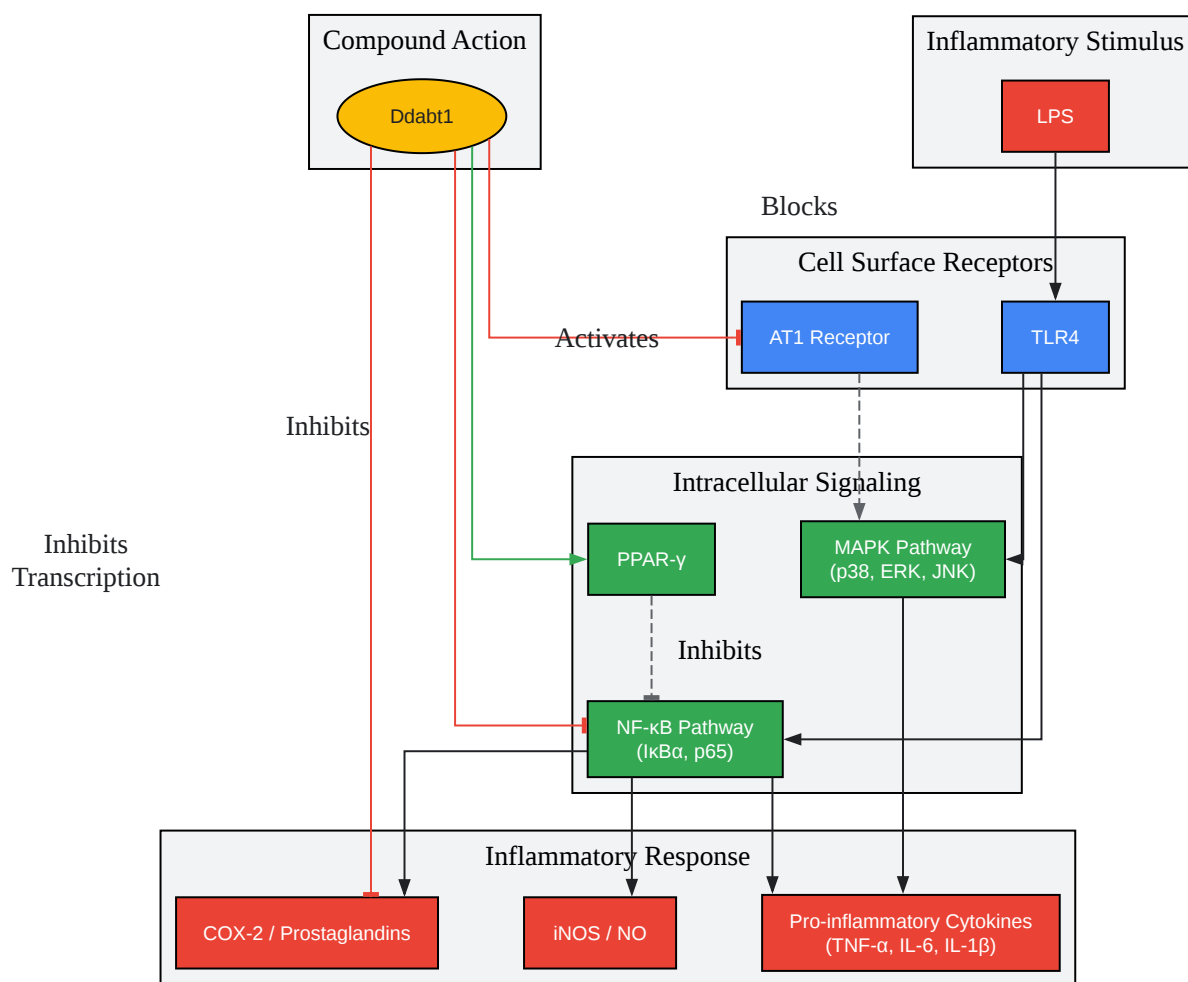 Compound Action
Inflammatory Stimulus
Ddabt1
LPS
Blocks
Cell Surface Receptors
AT1 Receptor
TLR4
Activates
Inhibits
Intracellular Signaling
Inhibits
Transcription
PPAR-γ
MAPK Pathway
(p38, ERK, JNK)
Inhibits
NF-κB Pathway
(IκBα, p65)
Inflammatory Response
COX-2 / Prostaglandins
iNOS / NO
Pro-inflammatory Cytokines
(TNF-α, IL-6, IL-1β)